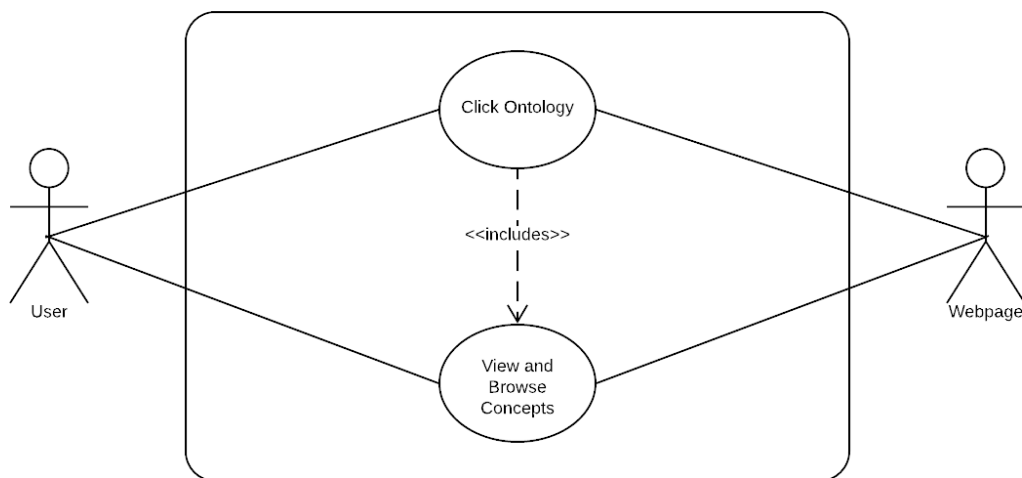 Click Ontology
<<includes>>
User
Webpage
View and
Browse
Concepts